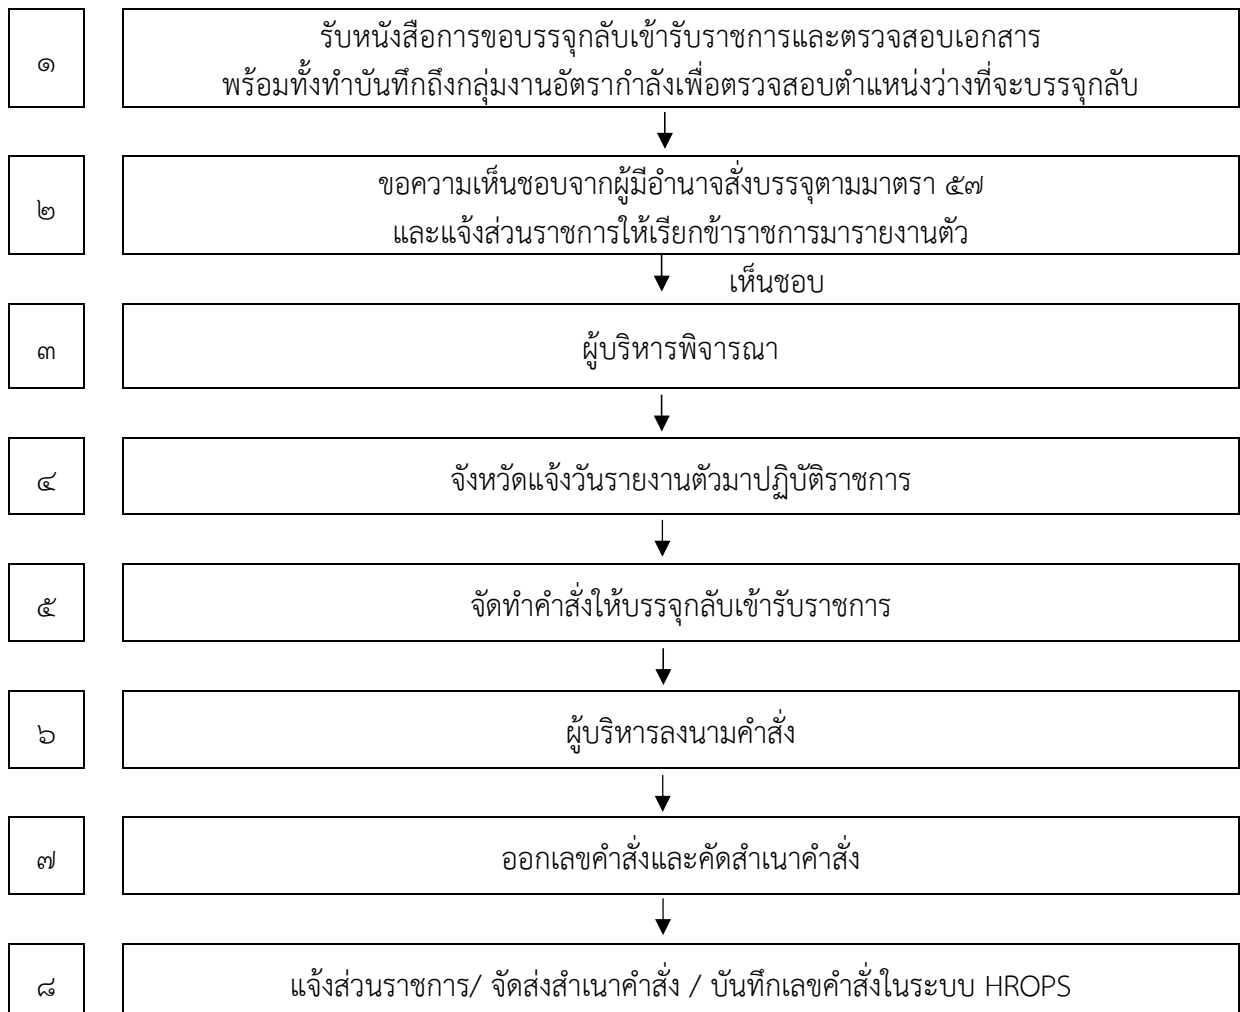 ๑
รับหนังสือการขอบรรจุกลับเข้ารับราชการและตรวจสอบเอกสาร
พร้อมทั้งทำบันทึกถึงกลุ่มงานอัตรากำลังเพื่อตรวจสอบตำแหน่งว่างที่จะบรรจุกลับ
๒
ขอความเห็นชอบจากผู้มีอำนาจสั่งบรรจุตามมาตรา ๕๗
และแจ้งส่วนราชการให้เรียกข้าราชการมารายงานตัว
เห็นชอบ
๓
ผู้บริหารพิจารณา
๔
จังหวัดแจ้งวันรายงานตัวมาปฏิบัติราชการ
๕
จัดทำคำสั่งให้บรรจุกลับเข้ารับราชการ
๖
ผู้บริหารลงนามคำสั่ง
๗
ออกเลขคำสั่งและคัดสำเนาคำสั่ง
๘
แจ้งส่วนราชการ/ จัดส่งสำเนาคำสั่ง / บันทึกเลขคำสั่งในระบบ HROPS